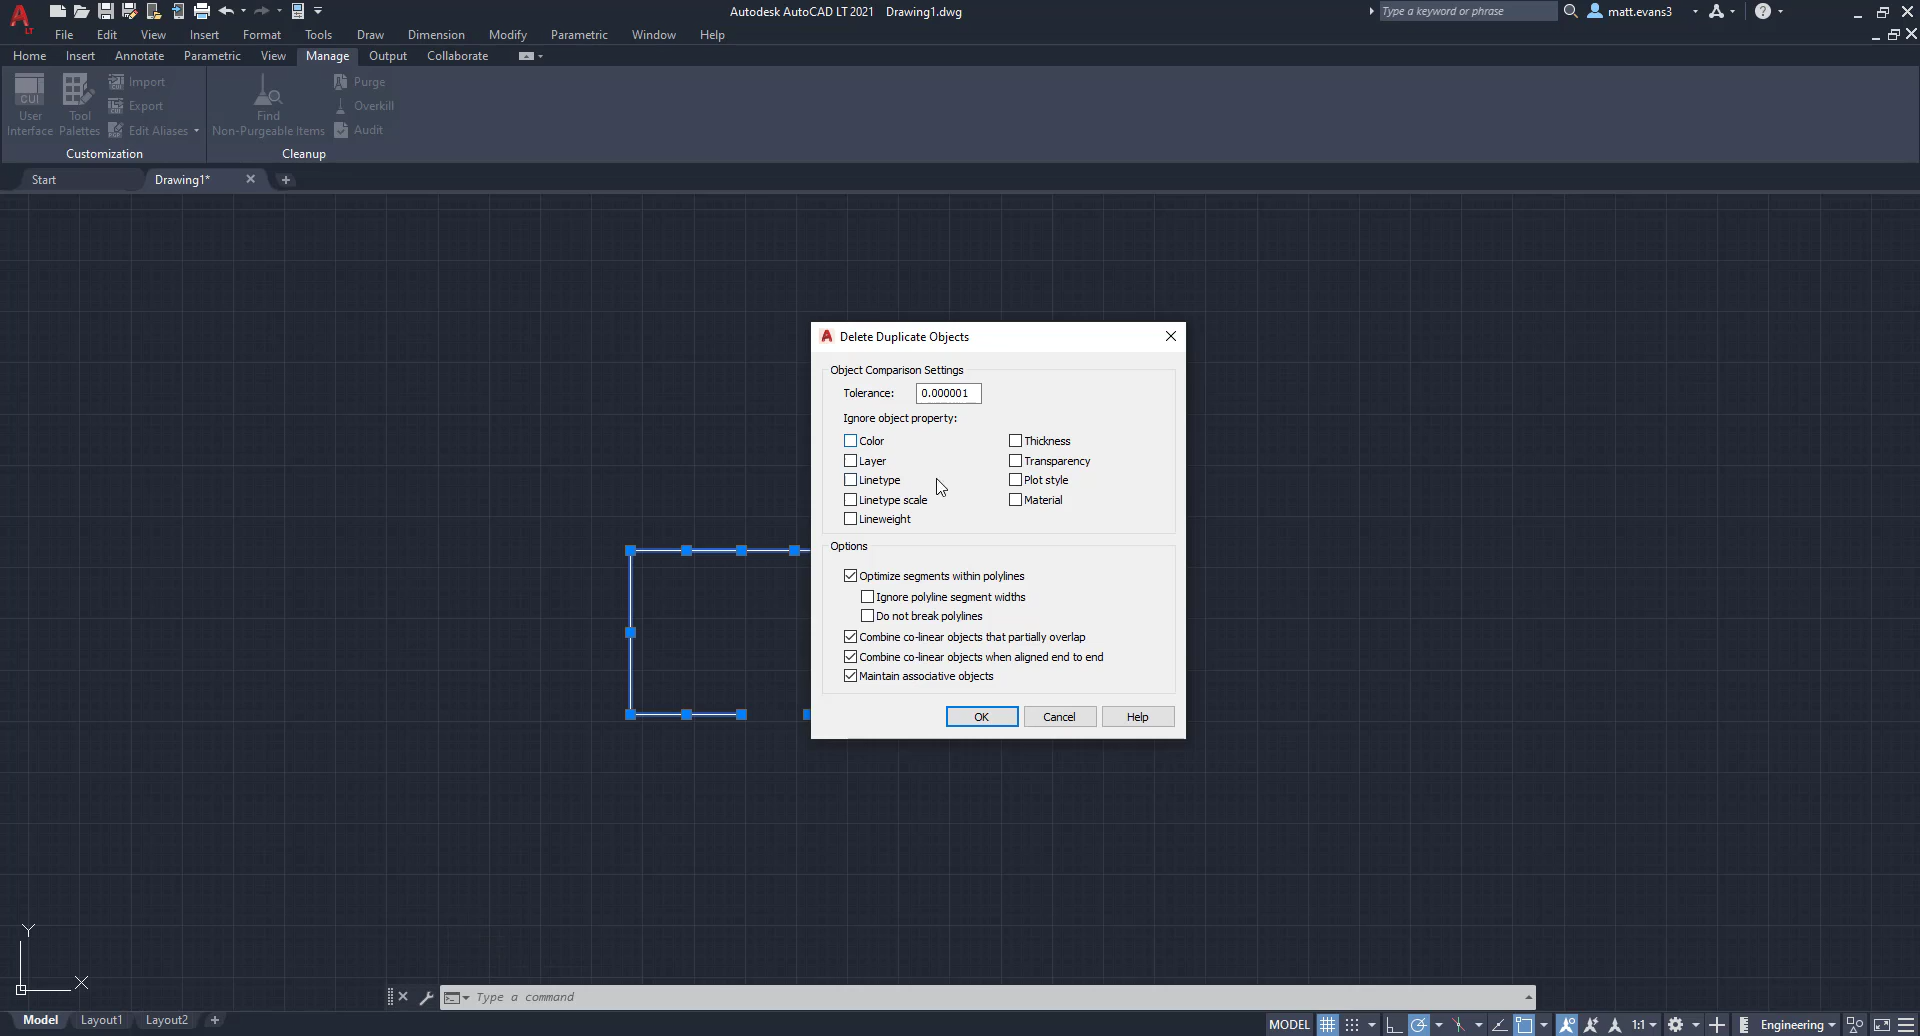 Autodesk AutoCAD LT 2021 Drawing1.dwg
Type a keyword or phrase
matt.evans3
LT
File Edit View Insert Format Tools Draw Dimension Modify Parametric Window Help
Home Insert Annotate Parametric View Manage Output Collaborate
CUI
User
Interface
Tool
Palettes
Import
Export
Edit Aliases
Find
Non-Purgeable Items
Purge
Overkill
Audit
Customization
Cleanup
Start
Drawing1*
Delete Duplicate Objects
Object Comparison Settings
Tolerance: 0.000001
Ignore object property:
Color Thickness
Layer Transparency
Linetype Plot style
Linetype scale Material
Lineweight
Options
Optimize segments within polylines
Ignore polyline segment widths
Do not break polylines
Combine co-linear objects that partially overlap
Combine co-linear objects when aligned end to end
Maintain associative objects
OK Cancel Help
Y
X
Type a command
Model Layout1 Layout2 +
MODEL 1:1 Engineering